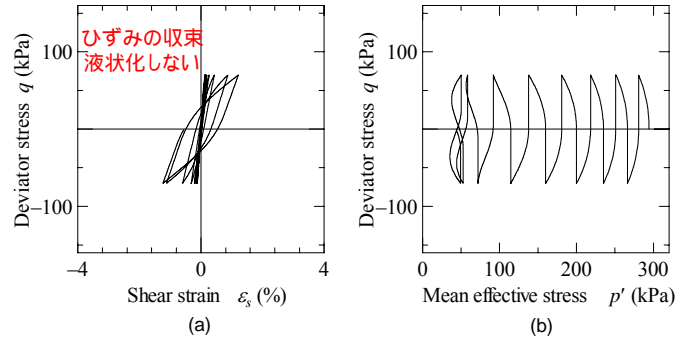 ひずみの収束
液状化しない
Deviator stress q (kPa)
100
−100
−4
0
4
Shear strain εs (%)
(a)
Deviator stress q (kPa)
100
−100
0
100
200
300
Mean effective stress p' (kPa)
(b)